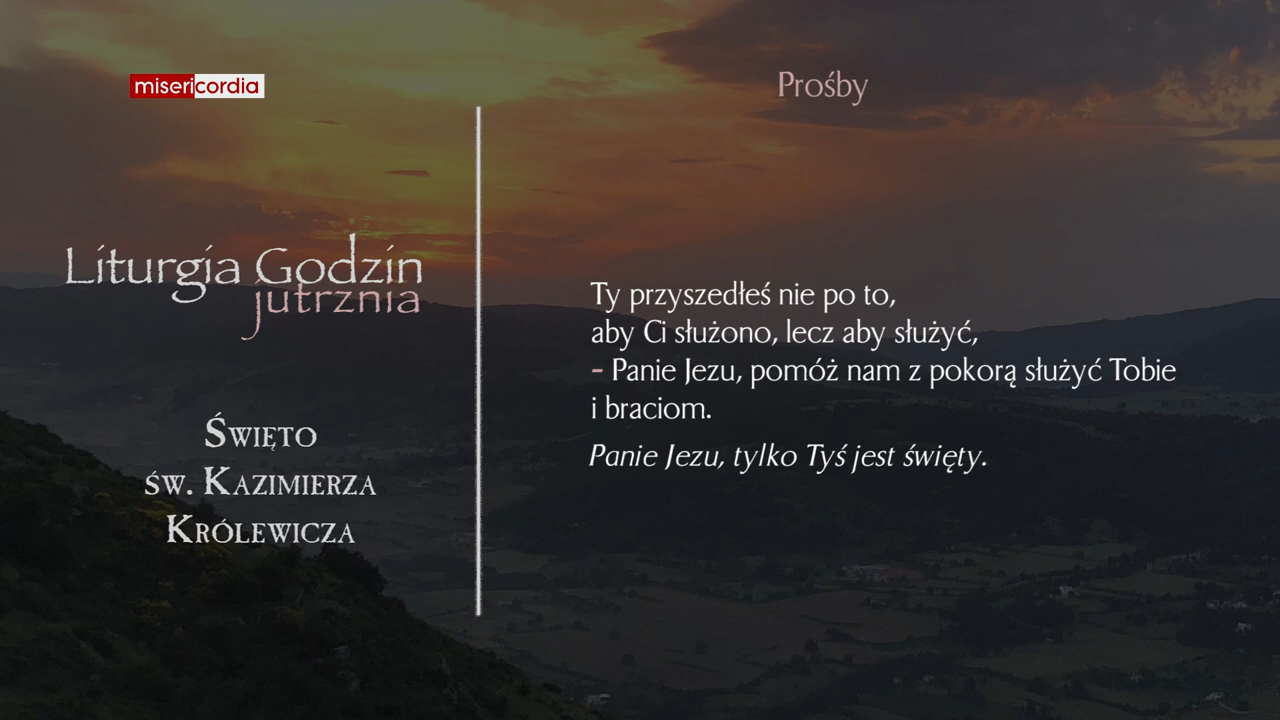 misericordia
Prośby
Liturgia Godzin
jutrznia
Święto
św. Kazimierza
Królewicza
Ty przyszedłeś nie po to,
aby Ci służono, lecz aby służyć,
- Panie Jezu, pomóż nam z pokorą służyć Tobie
i braciom.
Panie Jezu, tylko Tyś jest święty.